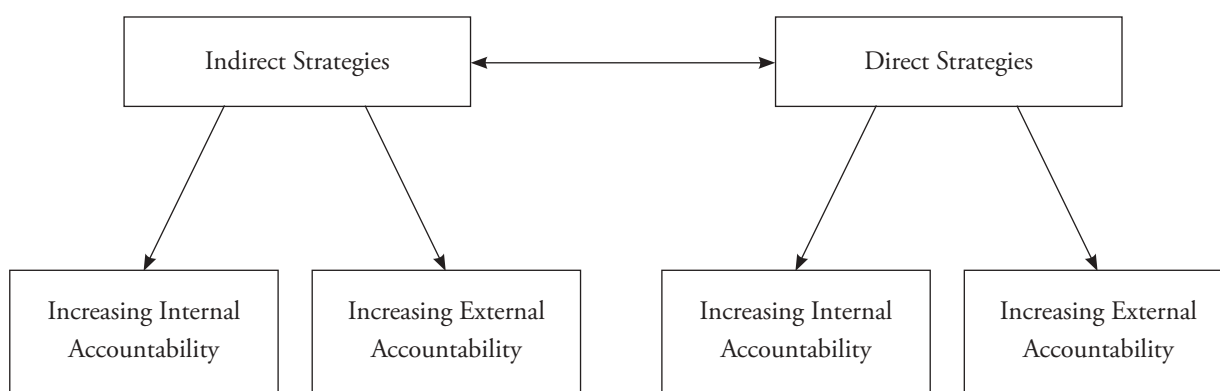 Indirect Strategies
Direct Strategies
Increasing Internal
Accountability
Increasing External
Accountability
Increasing Internal
Accountability
Increasing External
Accountability